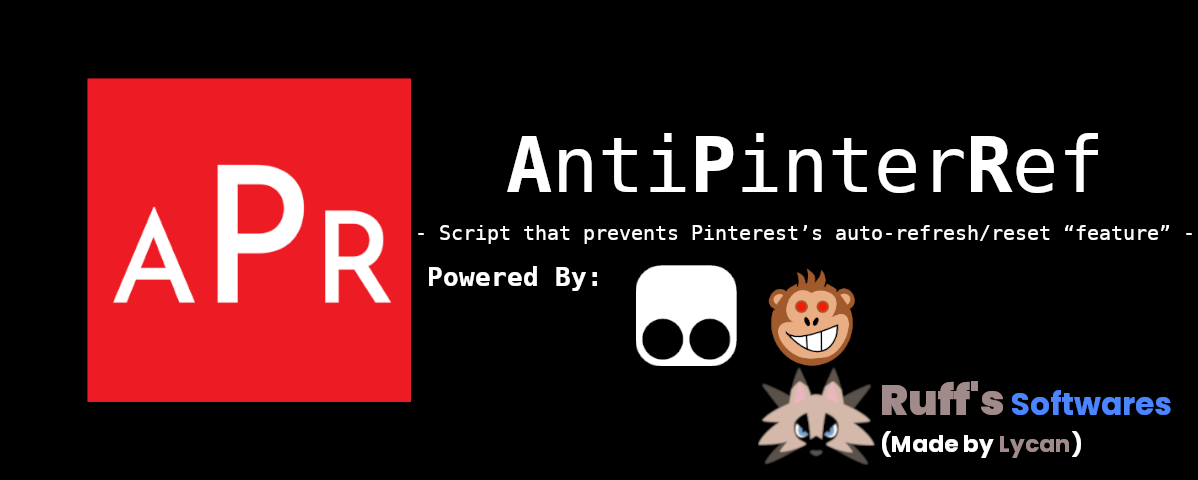 APR
AntiPinterRef
- Script that prevents Pinterest’s auto-refresh/reset “feature” -
Powered By:
Ruff's Softwares
(Made by Lycan)